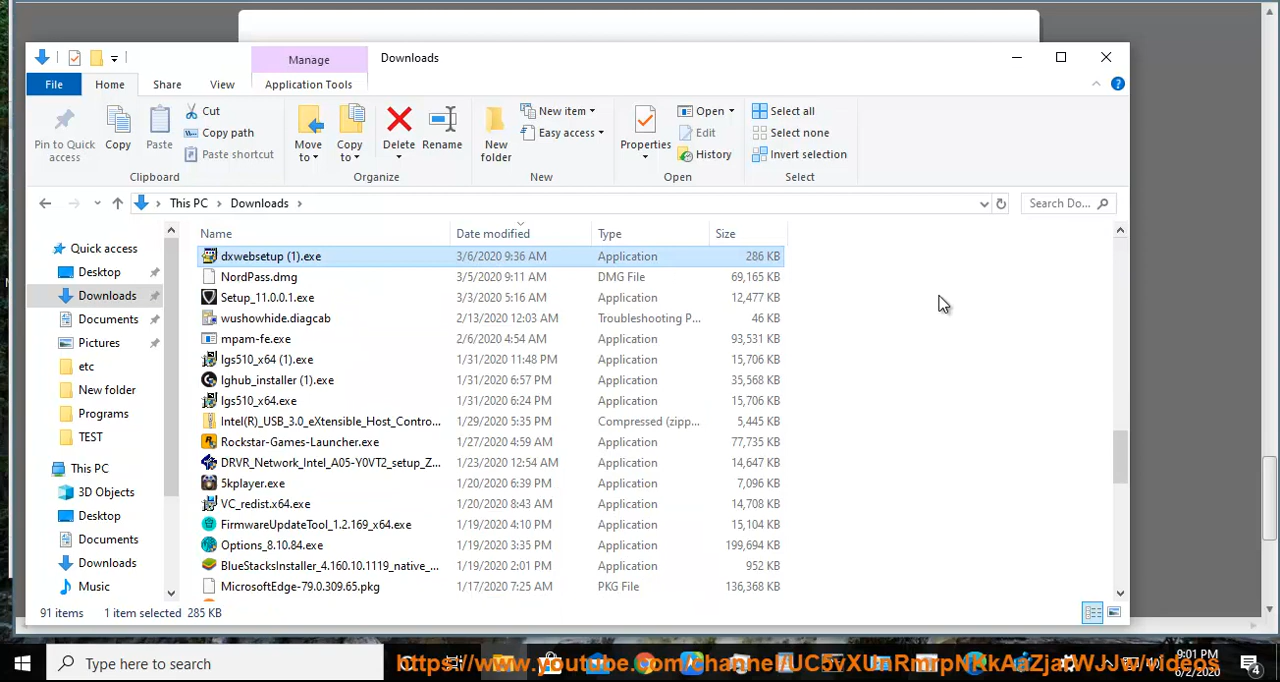 Manage
Downloads
File
Home
Share
View
Application Tools
Pin to Quick access
Copy
Paste
Cut
Copy path
Paste shortcut
Clipboard
Move to
Copy to
Delete
Rename
Organize
New folder
New item
Easy access
New
Properties
Open
Edit
History
Open
Select all
Select none
Invert selection
Select
This PC
Downloads
Search Do...
Quick access
Desktop
Downloads
Documents
Pictures
etc
New folder
Programs
TEST
This PC
3D Objects
Desktop
Documents
Downloads
Music
Name Date modified Type Size
dxwebsetup (1).exe 3/6/2020 9:36 AM Application 286 KB
NordPass.dmg 3/5/2020 9:11 AM DMG File 69,165 KB
Setup_11.0.0.1.exe 3/3/2020 5:16 AM Application 12,477 KB
wushowhide.diagcab 2/13/2020 12:03 AM Troubleshooting P... 46 KB
mpam-fe.exe 2/6/2020 4:54 AM Application 93,531 KB
lgs510_x64 (1).exe 1/31/2020 11:48 PM Application 15,706 KB
lghub_installer (1).exe 1/31/2020 6:57 PM Application 35,568 KB
lgs510_x64.exe 1/31/2020 6:24 PM Application 15,706 KB
Intel(R)_USB_3.0_eXtensible_Host_Contro... 1/29/2020 5:35 PM Compressed (zipp... 5,445 KB
Rockstar-Games-Launcher.exe 1/27/2020 4:59 AM Application 77,735 KB
DRVR_Network_Intel_A05-Y0VT2_setup_Z... 1/23/2020 12:54 AM Application 14,647 KB
5kplayer.exe 1/20/2020 6:39 PM Application 7,096 KB
VC_redist.x64.exe 1/20/2020 8:43 AM Application 14,708 KB
FirmwareUpdateTool_1.2.169_x64.exe 1/19/2020 4:10 PM Application 15,104 KB
Options_8.10.84.exe 1/19/2020 3:35 PM Application 199,694 KB
BlueStacksInstaller_4.160.10.1119_native_... 1/19/2020 2:01 PM Application 952 KB
MicrosoftEdge-79.0.309.65.pkg 1/17/2020 7:25 AM PKG File 136,368 KB
91 items 1 item selected 285 KB
Type here to search
9:01 PM
6/2/2020
4